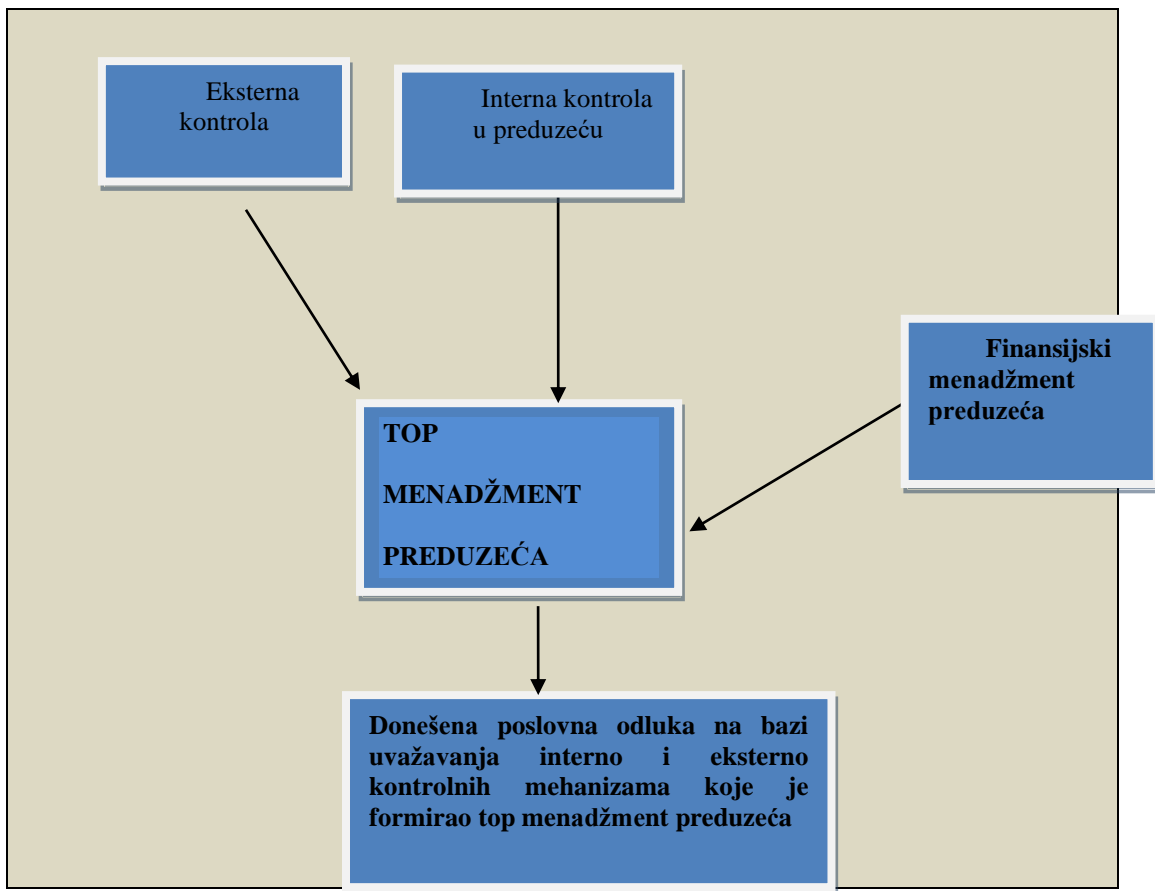 Eksterna
kontrola
Interna kontrola
u preduzeću
Finansijski
menadžment
preduzeća
TOP
MENADŽMENT
PREDUZEĆA
Donešena poslovna odluka na bazi
uvažavanja interno i eksterno
kontrolnih mehanizama koje je
formirao top menadžment preduzeća